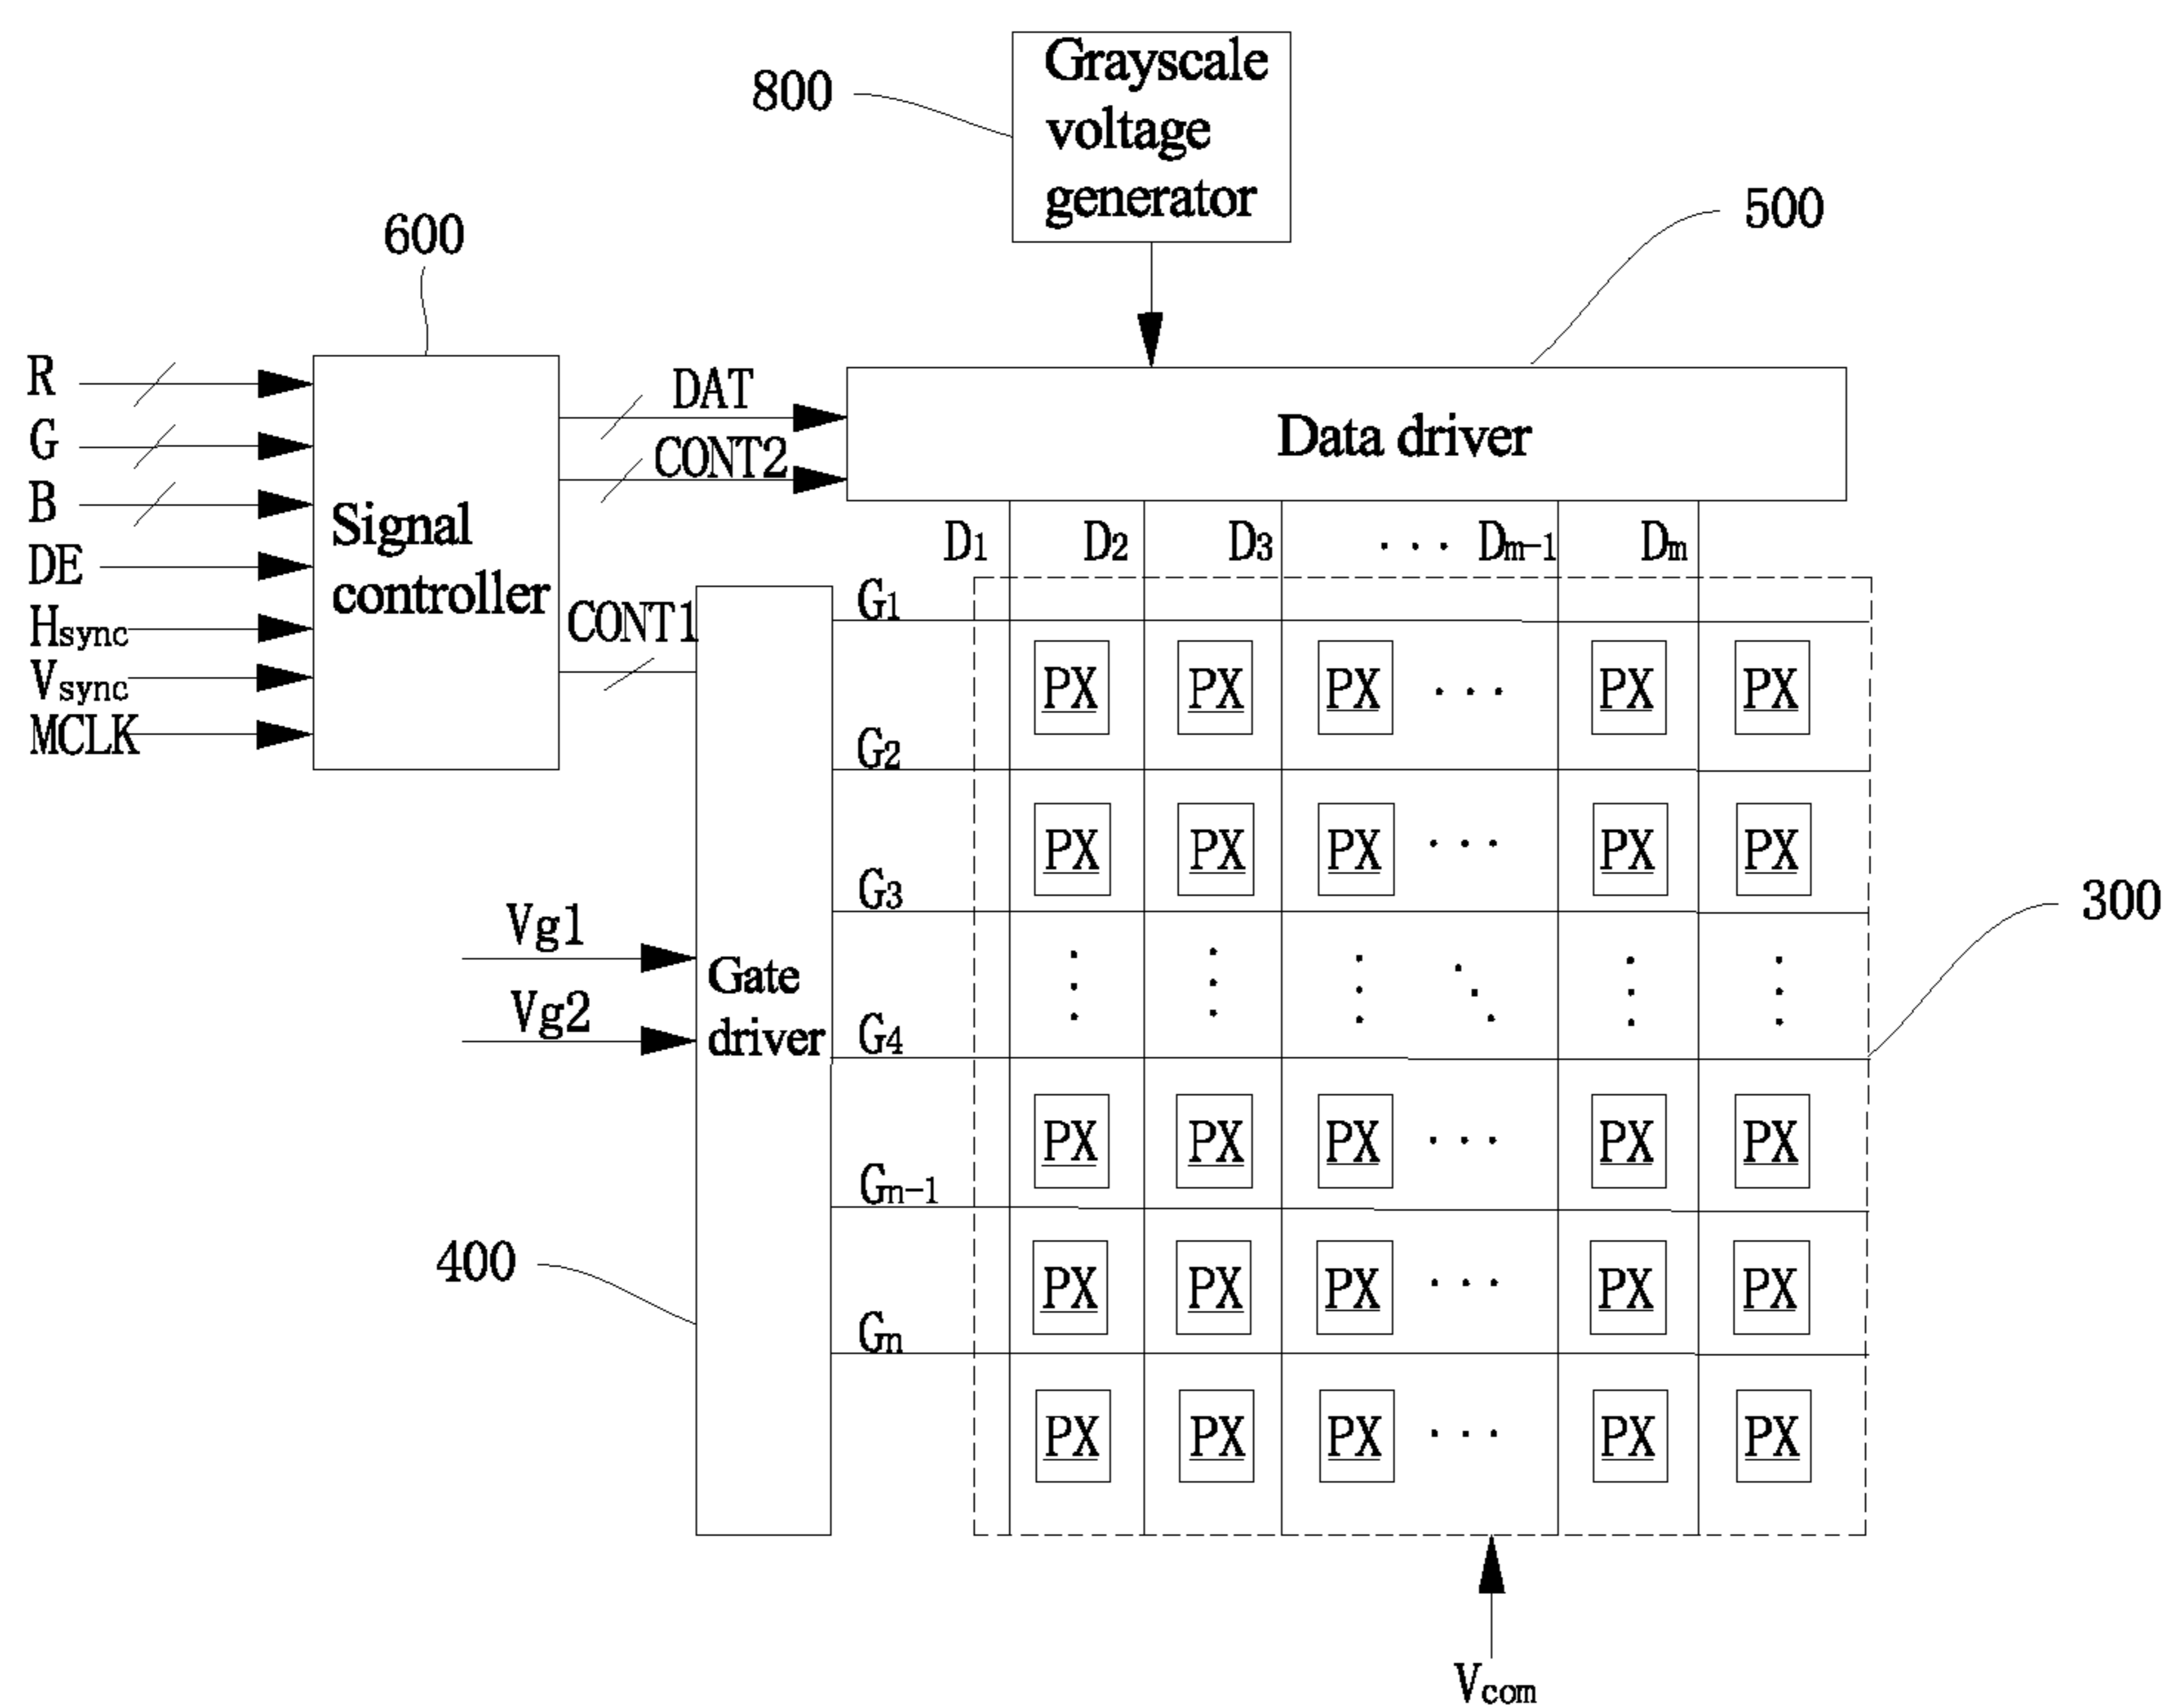 800
Grayscale
voltage
generator
500
600
R
G
B
DE
Hsync
Vsync
MCLK
Signal
controller
DAT
CONT2
CONT1
Data driver
D1 D2 D3 ... Dm-1 Dm
G1
PX PX PX ... PX PX
G2
PX PX PX ... PX PX
G3
300
Vg1
Vg2
Gate
driver
G4
PX PX PX ... PX PX
Gn-1
400
PX PX PX ... PX PX
Gn
PX PX PX ... PX PX
Vcom